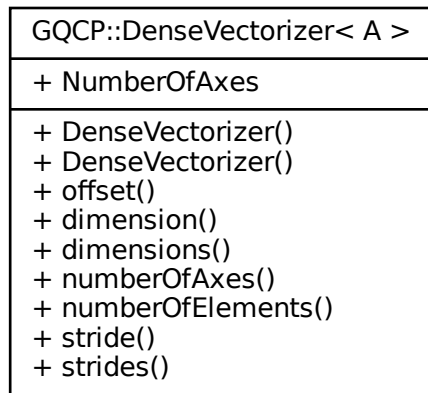 GQCP::DenseVectorizer< A >
+ NumberOfAxes
+ DenseVectorizer()
+ DenseVectorizer()
+ offset()
+ dimension()
+ dimensions()
+ numberOfAxes()
+ numberOfElements()
+ stride()
+ strides()